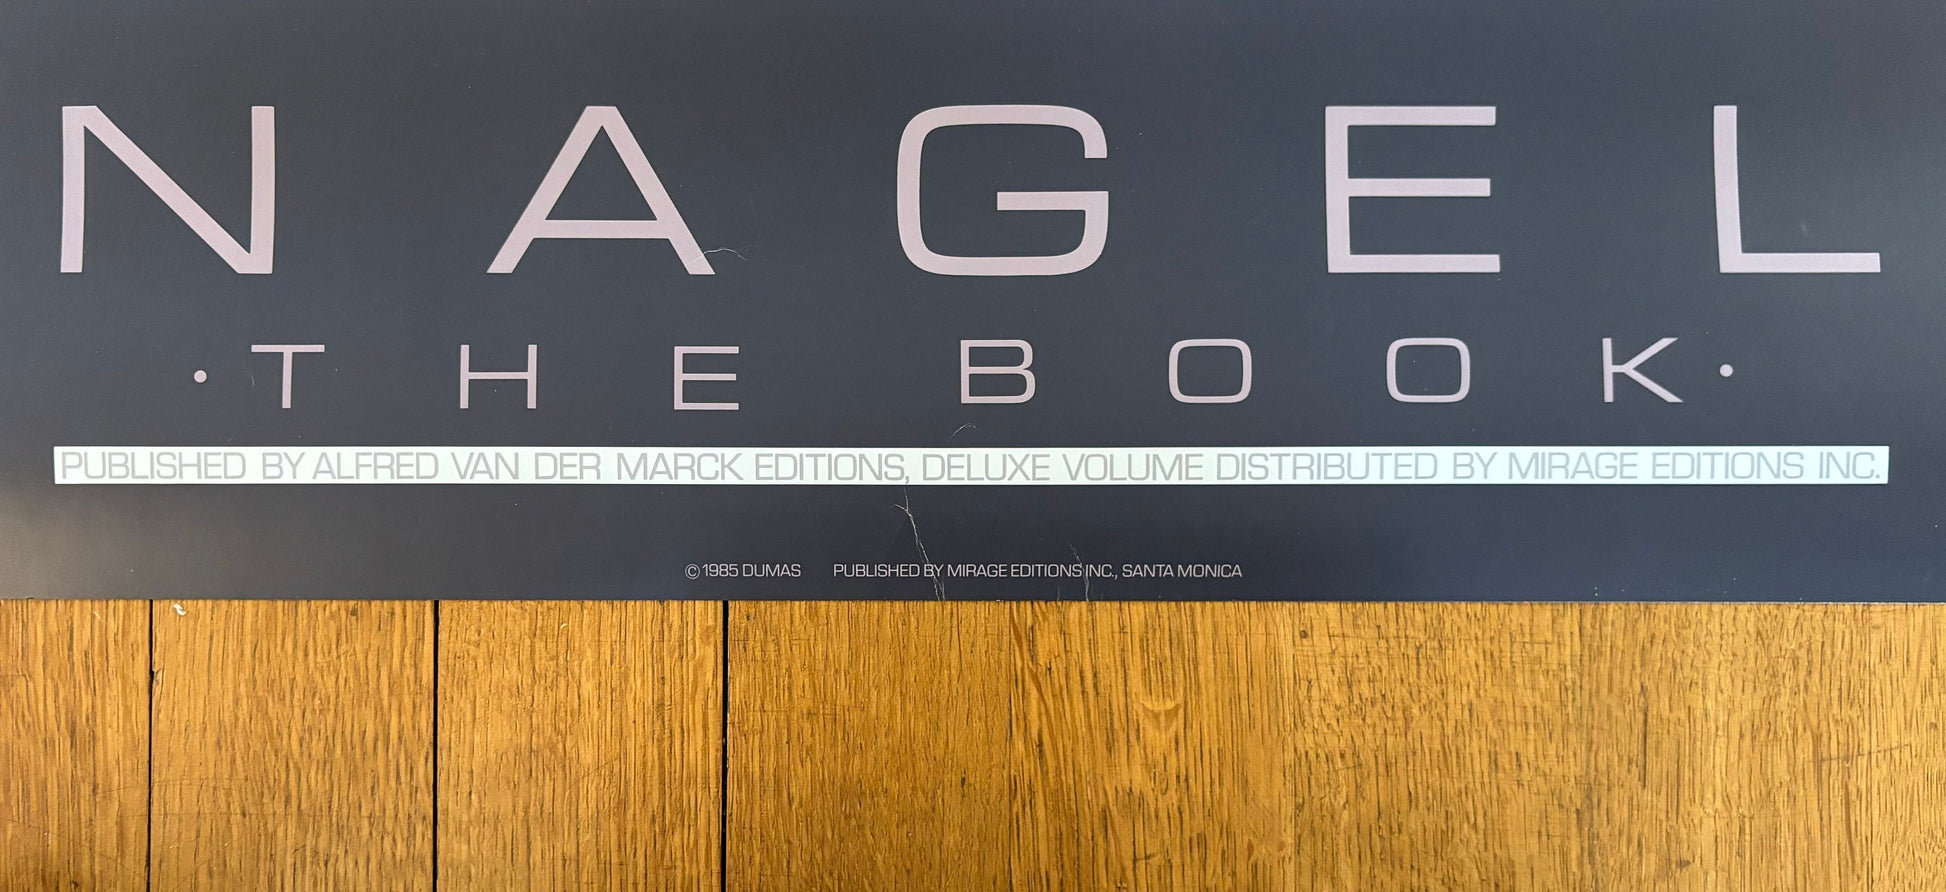 NAGEL
·THE BOOK·
PUBLISHED BY ALFRED VAN DER MARCK EDITIONS, DELUXE VOLUME DISTRIBUTED BY MIRAGE EDITIONS INC.
©1985 DUMAS PUBLISHED BY MIRAGE EDITIONS INC., SANTA MONICA